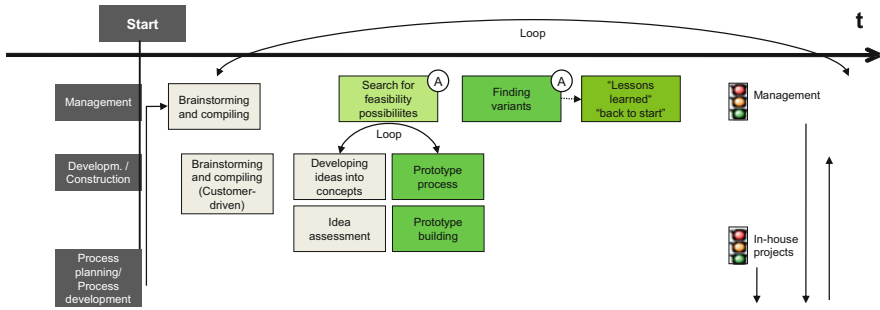 Start
t
Loop
Management
Brainstorming
and compiling
Search for
feasibility
possibiliites
A
Finding
variants
A
"Lessons
learned"
"back to start"
Management
Loop
Developm. /
Construction
Brainstorming
and compiling
(Customer-
driven)
Developing
ideas into
concepts
Prototype
process
Idea
assessment
Prototype
building
In-house
projects
Process
planning/
Process
development